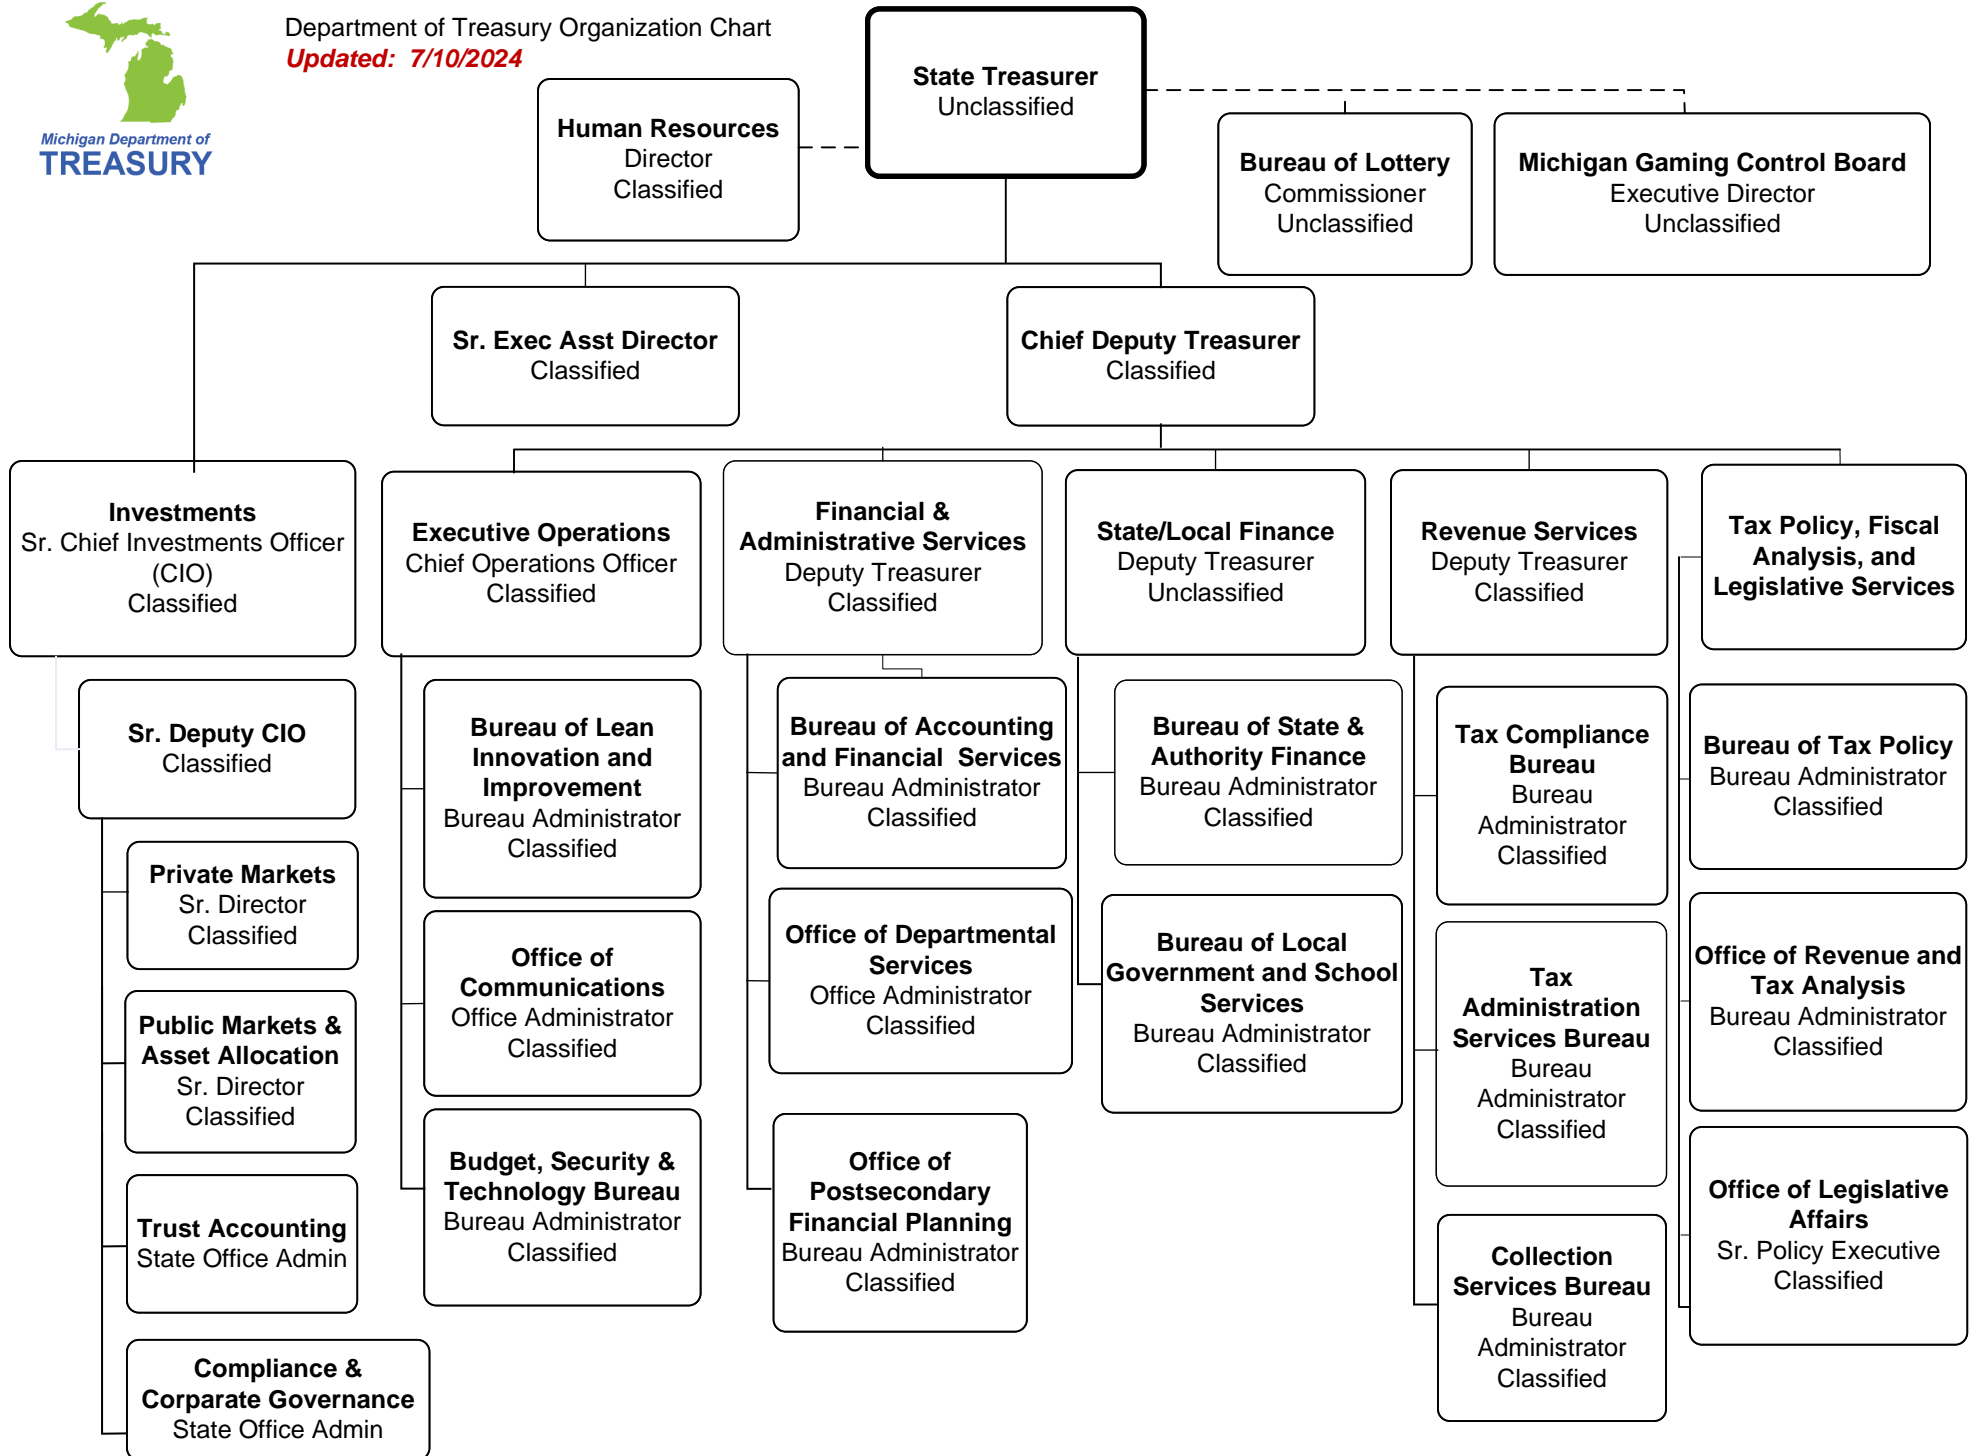 Department of Treasury Organization Chart
Updated: 7/10/2024
Michigan Department of
TREASURY
State Treasurer
Unclassified
Human Resources
Director
Classified
Bureau of Lottery
Commissioner
Unclassified
Michigan Gaming Control Board
Executive Director
Unclassified
Sr. Exec Asst Director
Classified
Chief Deputy Treasurer
Classified
Investments
Sr. Chief Investments Officer
(CIO)
Classified
Executive Operations
Chief Operations Officer
Classified
Financial &
Administrative Services
Deputy Treasurer
Classified
State/Local Finance
Deputy Treasurer
Unclassified
Revenue Services
Deputy Treasurer
Classified
Tax Policy, Fiscal
Analysis, and
Legislative Services
Sr. Deputy CIO
Classified
Private Markets
Sr. Director
Classified
Public Markets &
Asset Allocation
Sr. Director
Classified
Trust Accounting
State Office Admin
Compliance &
Corparate Governance
State Office Admin
Bureau of Lean
Innovation and
Improvement
Bureau Administrator
Classified
Office of
Communications
Office Administrator
Classified
Budget, Security &
Technology Bureau
Bureau Administrator
Classified
Bureau of Accounting
and Financial  Services
Bureau Administrator
Classified
Office of Departmental
Services
Office Administrator
Classified
Office of
Postsecondary
Financial Planning
Bureau Administrator
Classified
Bureau of State &
Authority Finance
Bureau Administrator
Classified
Bureau of Local
Government and School
Services
Bureau Administrator
Classified
Tax Compliance
Bureau
Bureau
Administrator
Classified
Tax
Administration
Services Bureau
Bureau
Administrator
Classified
Collection
Services Bureau
Bureau
Administrator
Classified
Bureau of Tax Policy
Bureau Administrator
Classified
Office of Revenue and
Tax Analysis
Bureau Administrator
Classified
Office of Legislative
Affairs
Sr. Policy Executive
Classified